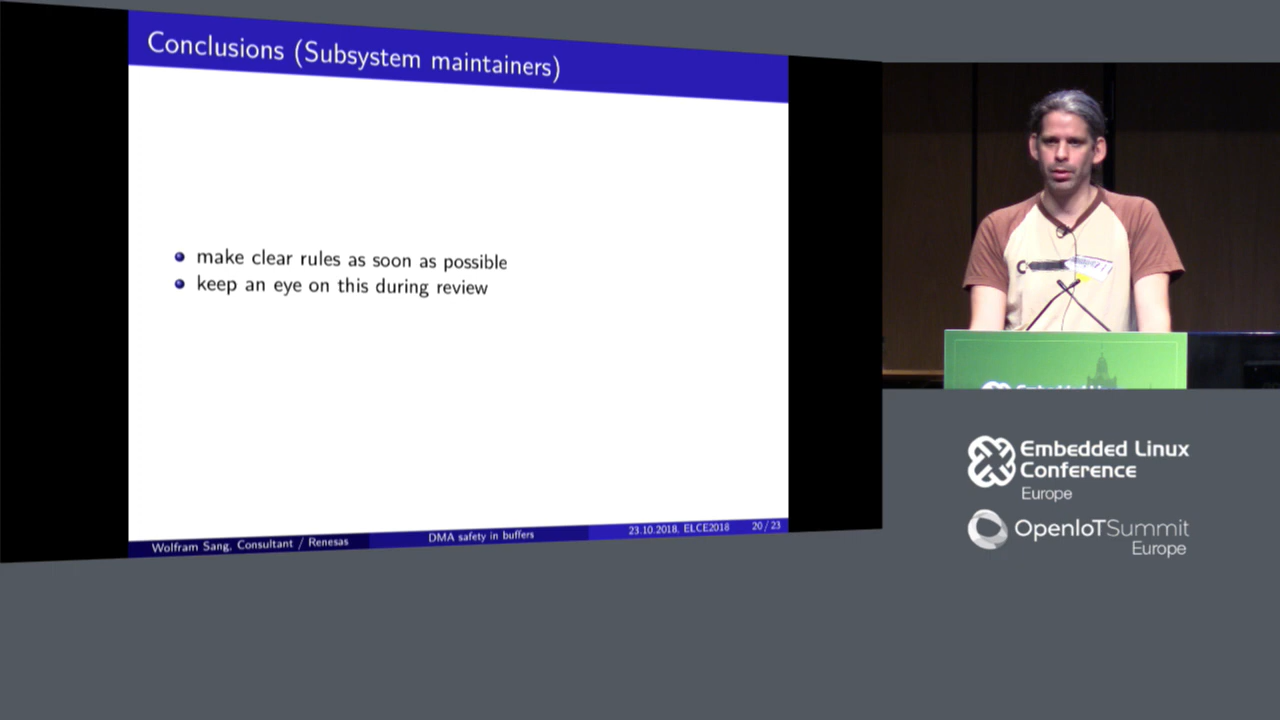 Conclusions (Subsystem maintainers)
make clear rules as soon as possible
keep an eye on this during review
Wolfram Sang, Consultant / Renesas
DMA safety in buffers
23.10.2018, ELCE2018
20 / 23
Embedded Linux
Conference
Europe
OpenIoTSummit
Europe